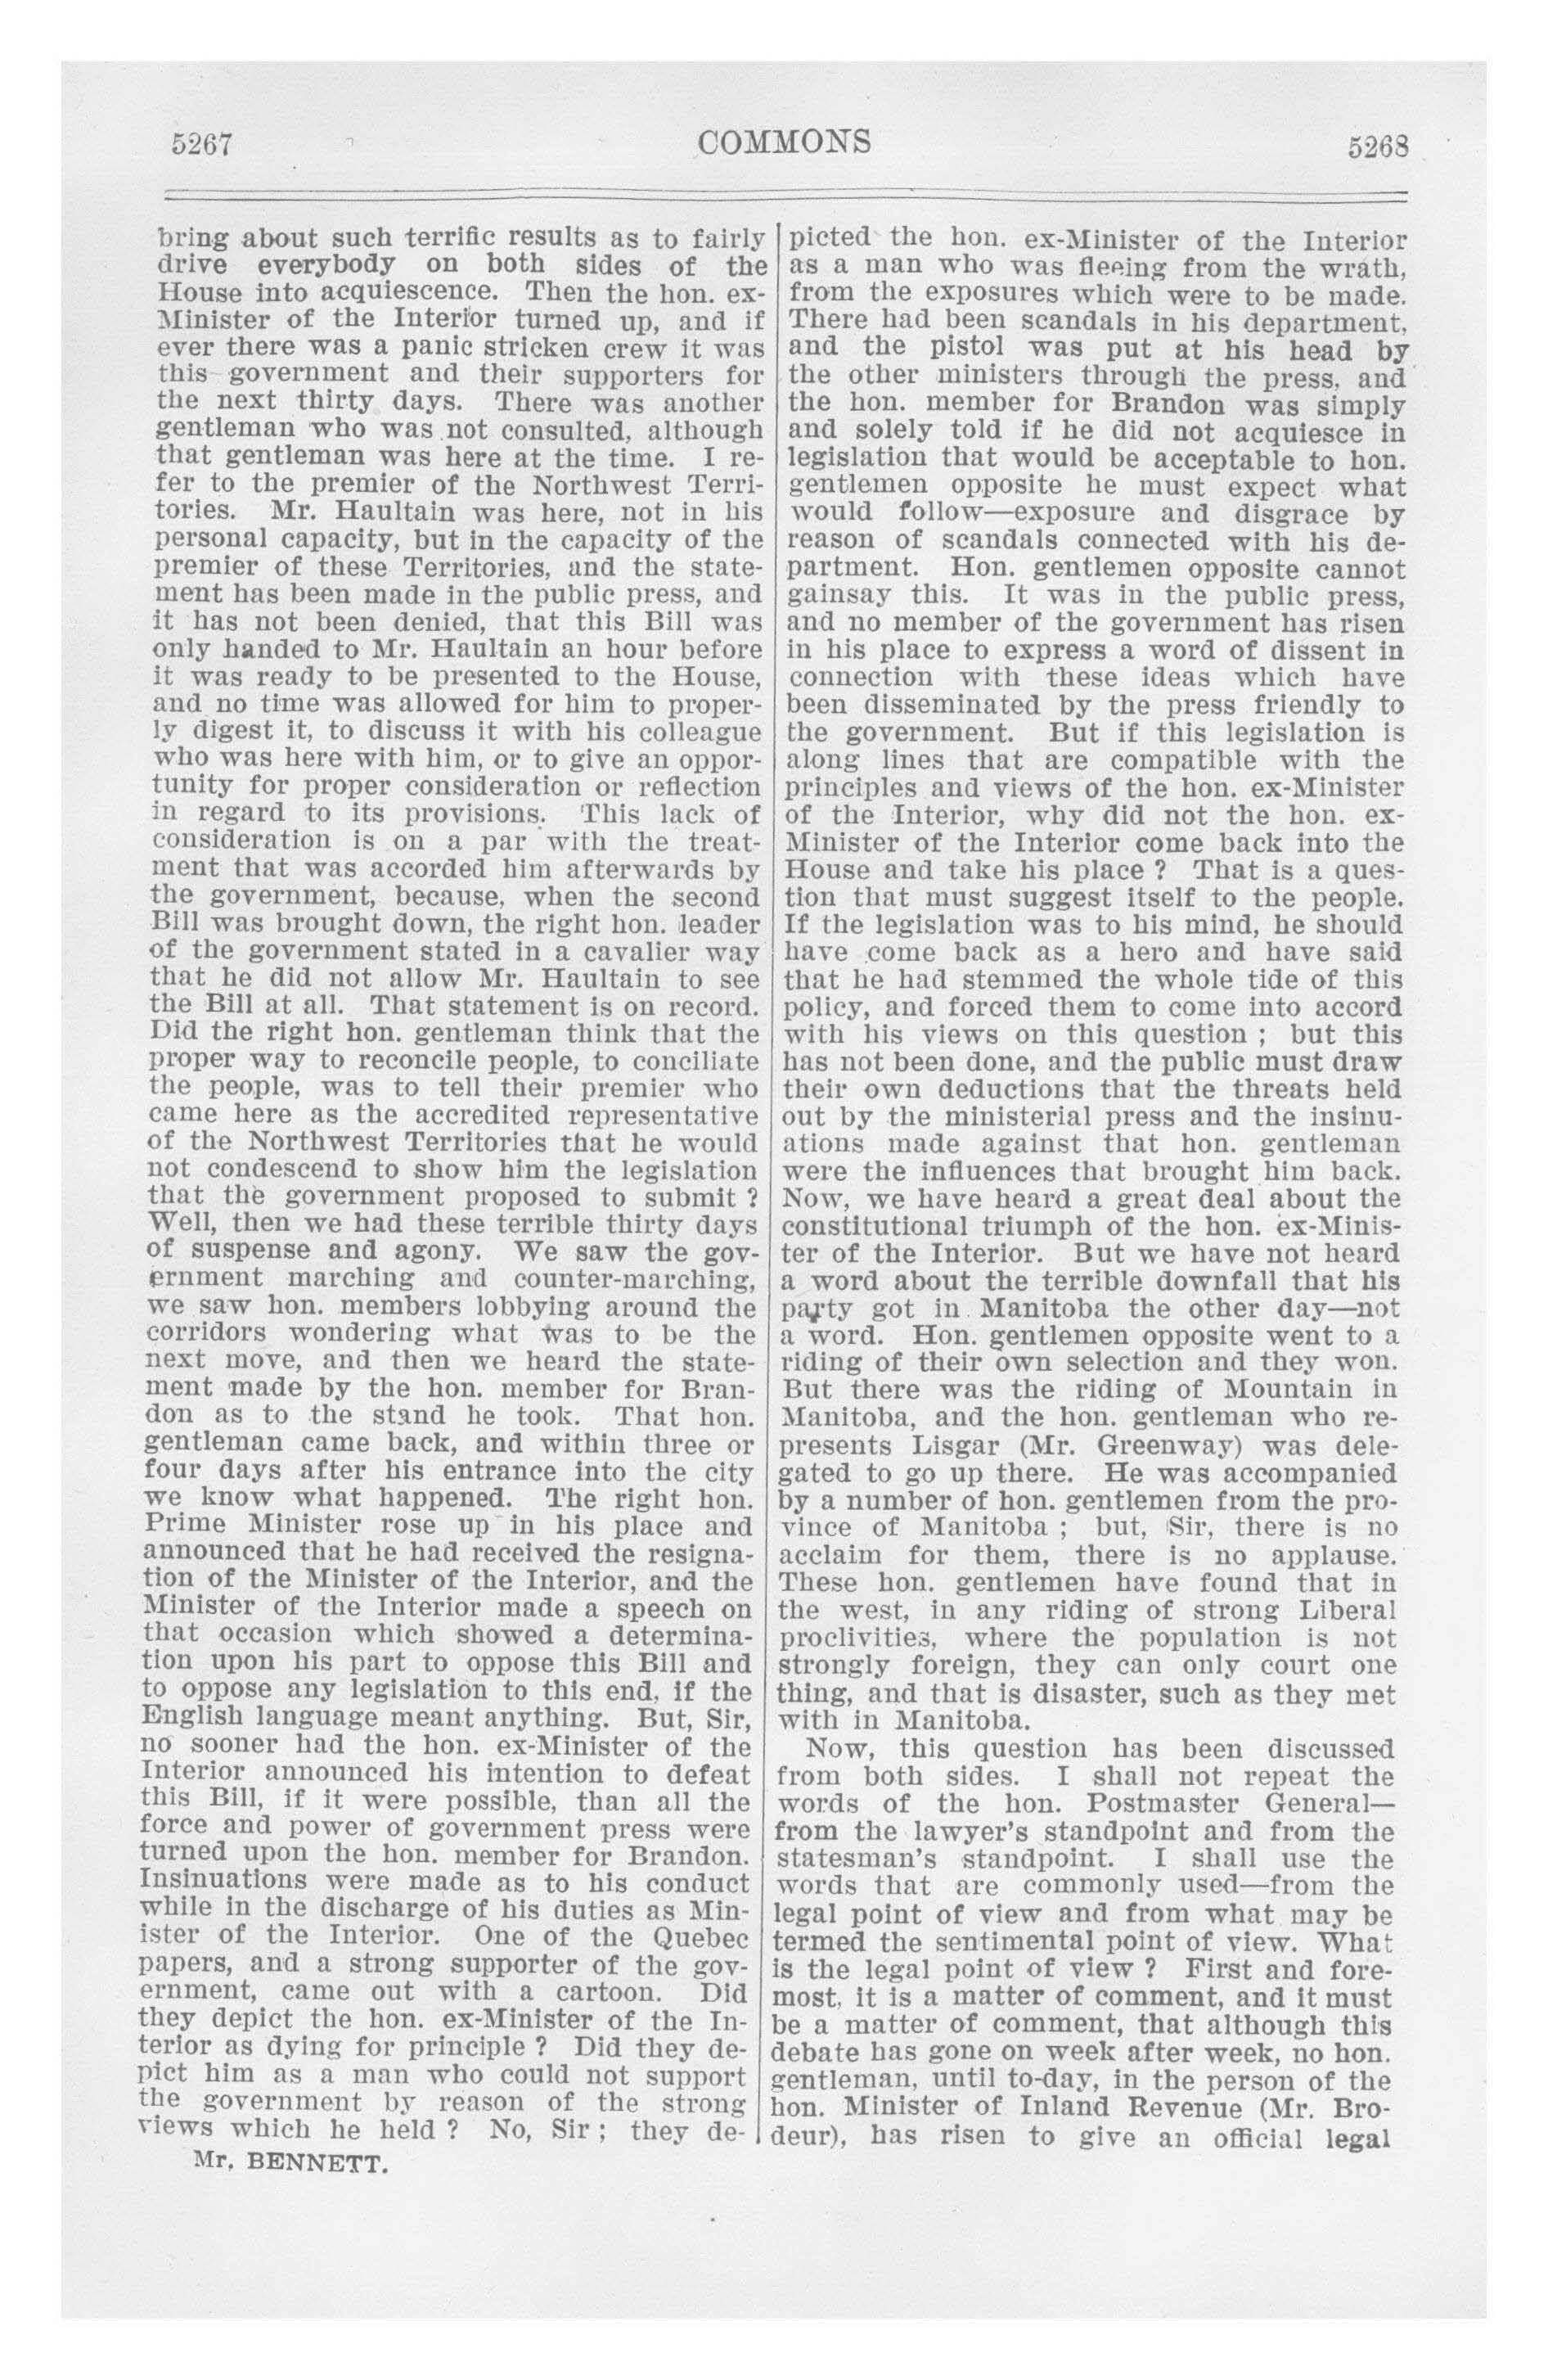 5267
COMMONS
5268
bring about such terrific results as to fairly
drive everybody on both sides of the
House into acquiescence. Then the hon. ex-
Minister of the Interior turned up, and if
ever there was a panic stricken crew it was
this government and their supporters for
the next thirty days. There was another
gentleman who was not consulted, although
that gentleman was here at the time. I re-
fer to the premier of the Northwest Terri-
tories. Mr. Haultain was here, not in his
personal capacity, but in the capacity of the
premier of these Territories, and the state-
ment has been made in the public press, and
it has not been denied, that this Bill was
only handed to Mr. Haultain an hour before
it was ready to be presented to the House,
and no time was allowed for him to proper-
ly digest it, to discuss it with his colleague
who was here with him, or to give an oppor-
tunity for proper consideration or reflection
in regard to its provisions. This lack of
consideration is on a par with the treat-
ment that was accorded him afterwards by
the government, because, when the second
Bill was brought down, the right hon. leader
of the government stated in a cavalier way
that he did not allow Mr. Haultain to see
the Bill at all. That statement is on record.
Did the right hon. gentleman think that the
proper way to reconcile people, to conciliate
the people, was to tell their premier who
came here as the accredited representative
of the Northwest Territories that he would
not condescend to show him the legislation
that the government proposed to submit ?
Well, then we had these terrible thirty days
of suspense and agony. We saw the gov-
ernment marching and counter-marching,
we saw hon. members lobbying around the
corridors wondering what was to be the
next move, and then we heard the state-
ment made by the hon. member for Bran-
don as to the stand he took. That hon.
gentleman came back, and within three or
four days after his entrance into the city
we know what happened. The right hon.
Prime Minister rose up in his place and
announced that he had received the resigna-
tion of the Minister of the Interior, and the
Minister of the Interior made a speech on
that occasion which showed a determina-
tion upon his part to oppose this Bill and
to oppose any legislation to this end, if the
English language meant anything. But, Sir,
no sooner had the hon. ex-Minister of the
Interior announced his intention to defeat
this Bill, if it were possible, than all the
force and power of government press were
turned upon the hon. member for Brandon.
Insinuations were made as to his conduct
while in the discharge of his duties as Min-
ister of the Interior. One of the Quebec
papers, and a strong supporter of the gov-
ernment, came out with a cartoon. Did
they depict the hon. ex-Minister of the In-
terior as dying for principle ? Did they de-
pict him as a man who could not support
the government by reason of the strong
views which he held ? No, Sir ; they de-
Mr. BENNETT.
picted the hon. ex-Minister of the Interior
as a man who was fleeing from the wrath,
from the exposures which were to be made.
There had been scandals in his department,
and the pistol was put at his head by
the other ministers through the press, and
the hon. member for Brandon was simply
and solely told if he did not acquiesce in
legislation that would be acceptable to hon.
gentlemen opposite he must expect what
would follow—exposure and disgrace by
reason of scandals connected with his de-
partment. Hon. gentlemen opposite cannot
gainsay this. It was in the public press,
and no member of the government has risen
in his place to express a word of dissent in
connection with these ideas which have
been disseminated by the press friendly to
the government. But if this legislation is
along lines that are compatible with the
principles and views of the hon. ex-Minister
of the Interior, why did not the hon. ex-
Minister of the Interior come back into the
House and take his place ? That is a ques-
tion that must suggest itself to the people.
If the legislation was to his mind, he should
have come back as a hero and have said
that he had stemmed the whole tide of this
policy, and forced them to come into accord
with his views on this question ; but this
has not been done, and the public must draw
their own deductions that the threats held
out by the ministerial press and the insinu-
ations made against that hon. gentleman
were the influences that brought him back.
Now, we have heard a great deal about the
constitutional triumph of the hon. ex-Minis-
ter of the Interior. But we have not heard
a word about the terrible downfall that his
party got in Manitoba the other day—not
a word. Hon. gentlemen opposite went to a
riding of their own selection and they won.
But there was the riding of Mountain in
Manitoba, and the hon. gentleman who re-
presents Lisgar (Mr. Greenway) was dele-
gated to go up there. He was accompanied
by a number of hon. gentlemen from the pro-
vince of Manitoba ; but, Sir, there is no
acclaim for them, there is no applause.
These hon. gentlemen have found that in
the west, in any riding of strong Liberal
proclivities, where the population is not
strongly foreign, they can only court one
thing, and that is disaster, such as they met
with in Manitoba.
Now, this question has been discussed
from both sides. I shall not repeat the
words of the hon. Postmaster General—
from the lawyer's standpoint and from the
statesman's standpoint. I shall use the
words that are commonly used—from the
legal point of view and from what may be
termed the sentimental point of view. What
is the legal point of view ? First and fore-
most, it is a matter of comment, and it must
be a matter of comment, that although this
debate has gone on week after week, no hon.
gentleman, until to-day, in the person of the
hon. Minister of Inland Revenue (Mr. Bro-
deur), has risen to give an official legal